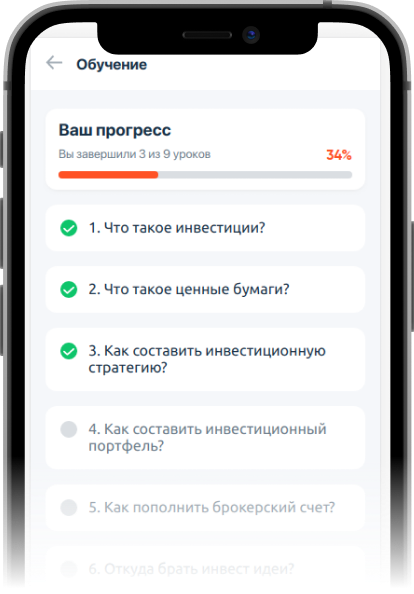 Обучение
Ваш прогресс
Вы завершили 3 из 9 уроков
34%
1. Что такое инвестиции?
2. Что такое ценные бумаги?
3. Как составить инвестиционную
стратегию?
4. Как составить инвестиционный
портфель?
5. Как пополнить брокерский счет?
6. Откуда брать инвест идеи?